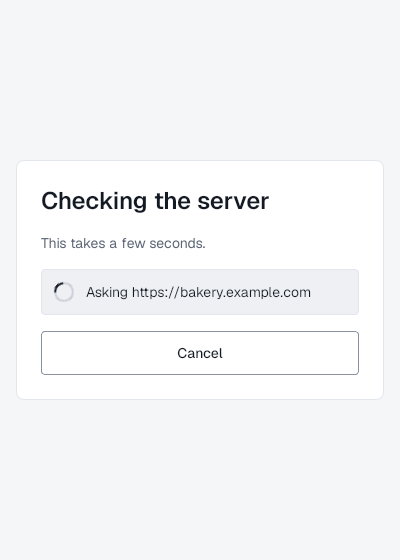 Checking the server
This takes a few seconds.
Asking https://bakery.example.com
Cancel